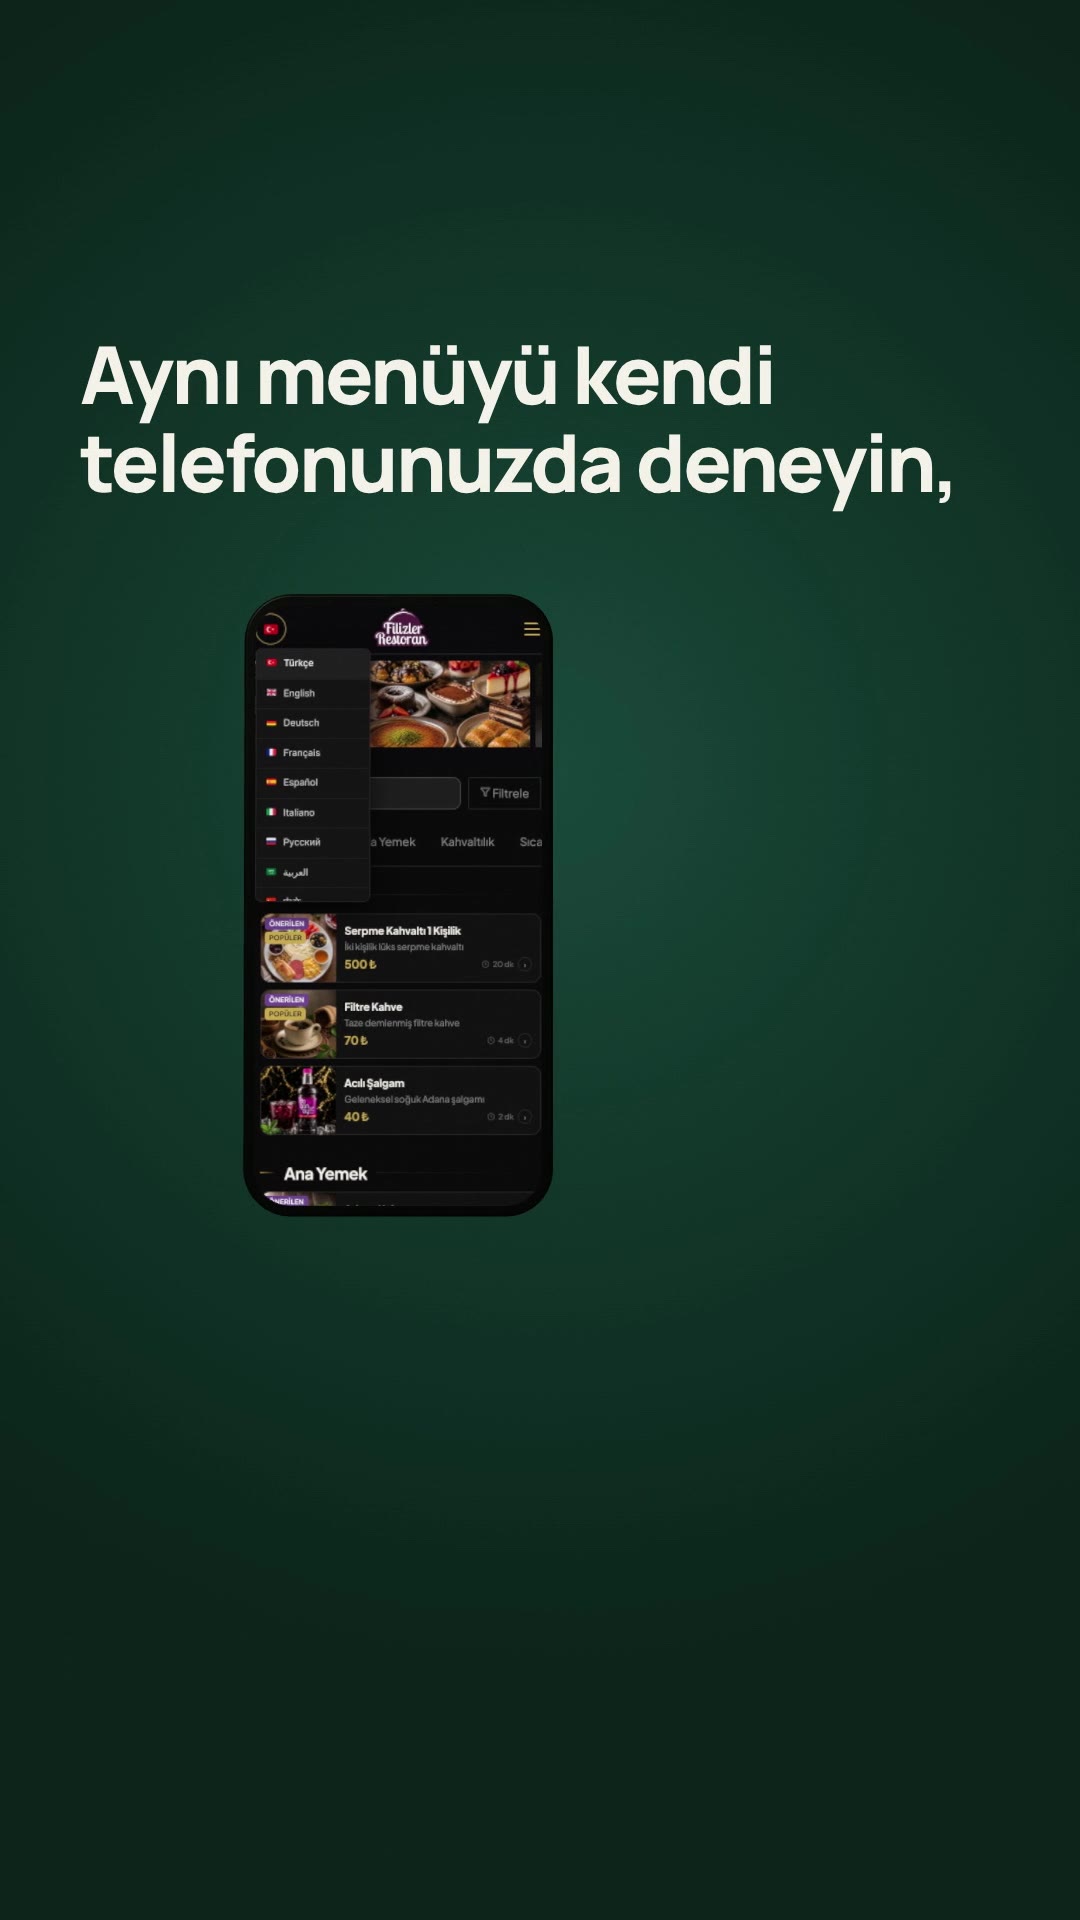 Aynı menüyü kendi
telefonunuzda deneyin,
Filizler
Restoran
Türkçe
English
Deutsch
Français
Español
Italiano
Русский
العربية
Filtrele
a Yemek Kahvaltılık Sıca
ÖNERİLEN
POPÜLER
Serpme Kahvaltı 1 Kişilik
İki kişilik lüks serpme kahvaltı
500 ₺
20 dk
ÖNERİLEN
POPÜLER
Filtre Kahve
Taze demlenmiş filtre kahve
70 ₺
4 dk
Acılı Şalgam
Geleneksel soğuk Adana şalgamı
40 ₺
2 dk
Ana Yemek
ÖNERİLEN